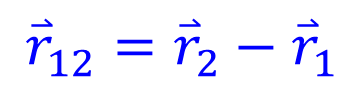 r⃗₁₂ = r⃗₂ − r⃗₁